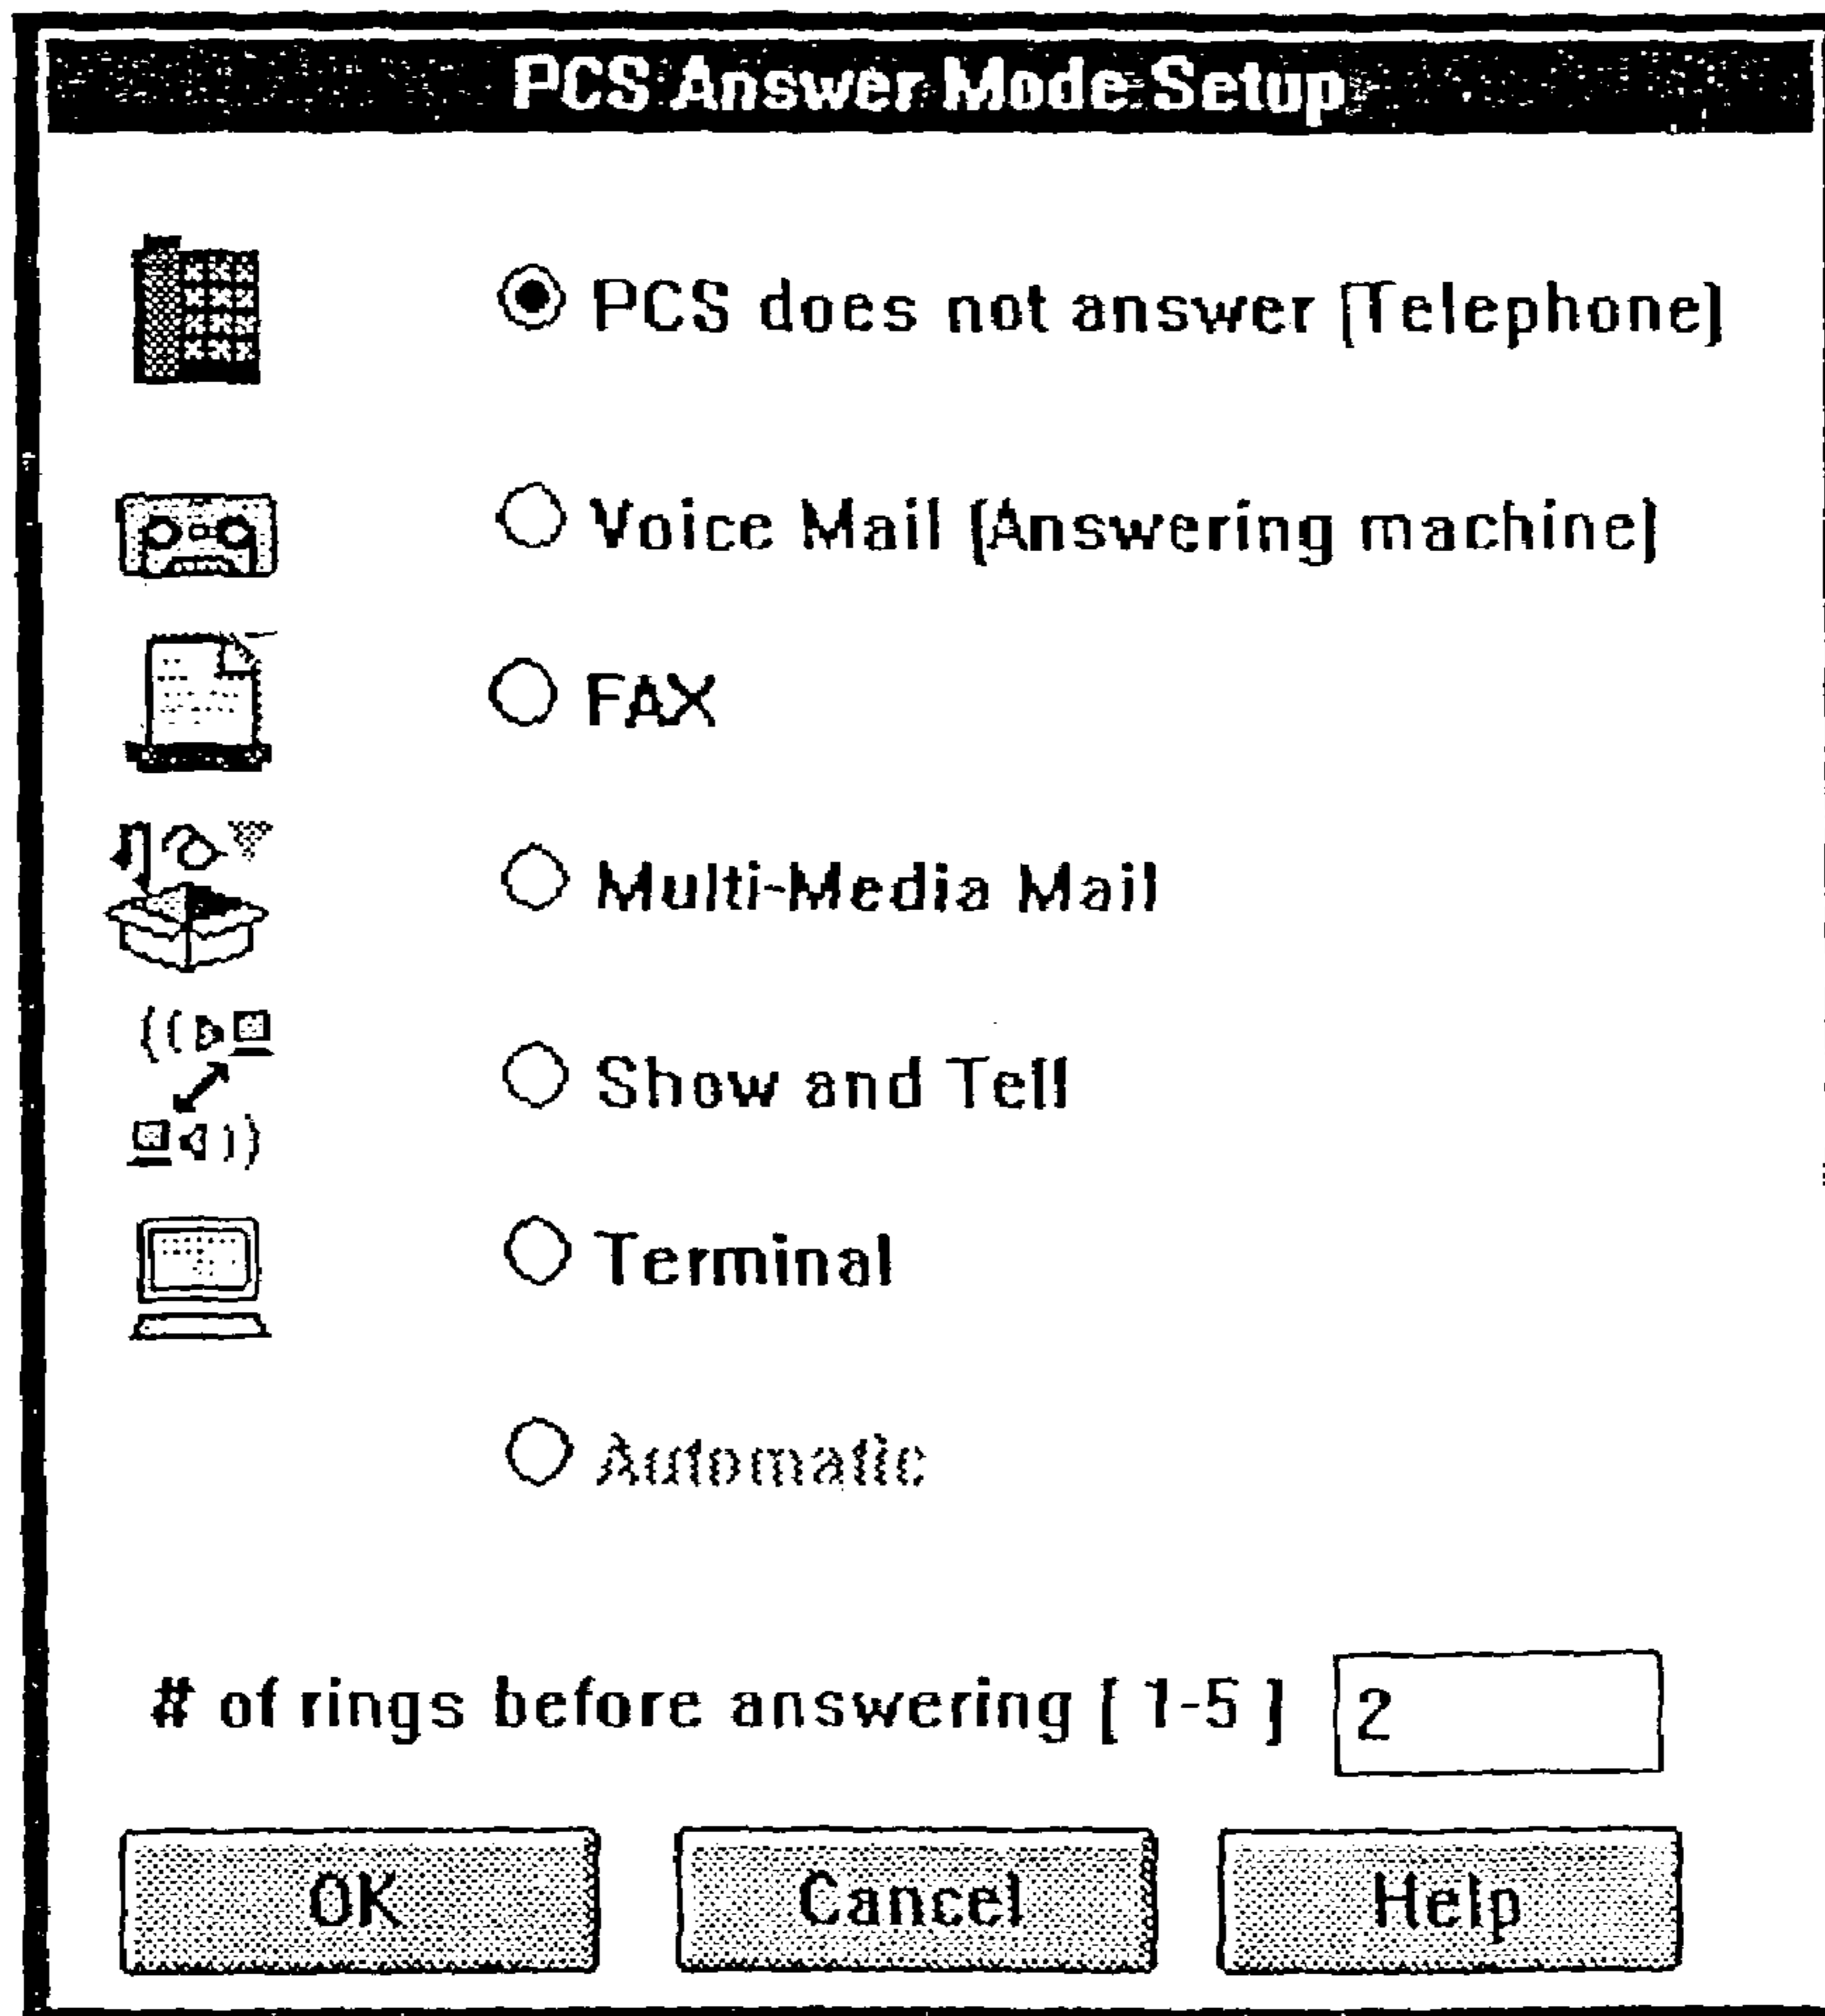 PCS Answer Mode Setup
PCS does not answer (Telephone)
Voice Mail (Answering machine)
FAX
Multi-Media Mail
Show and Tell
Terminal
Automatic
# of rings before answering ( 1-5 ) 2
OK Cancel Help